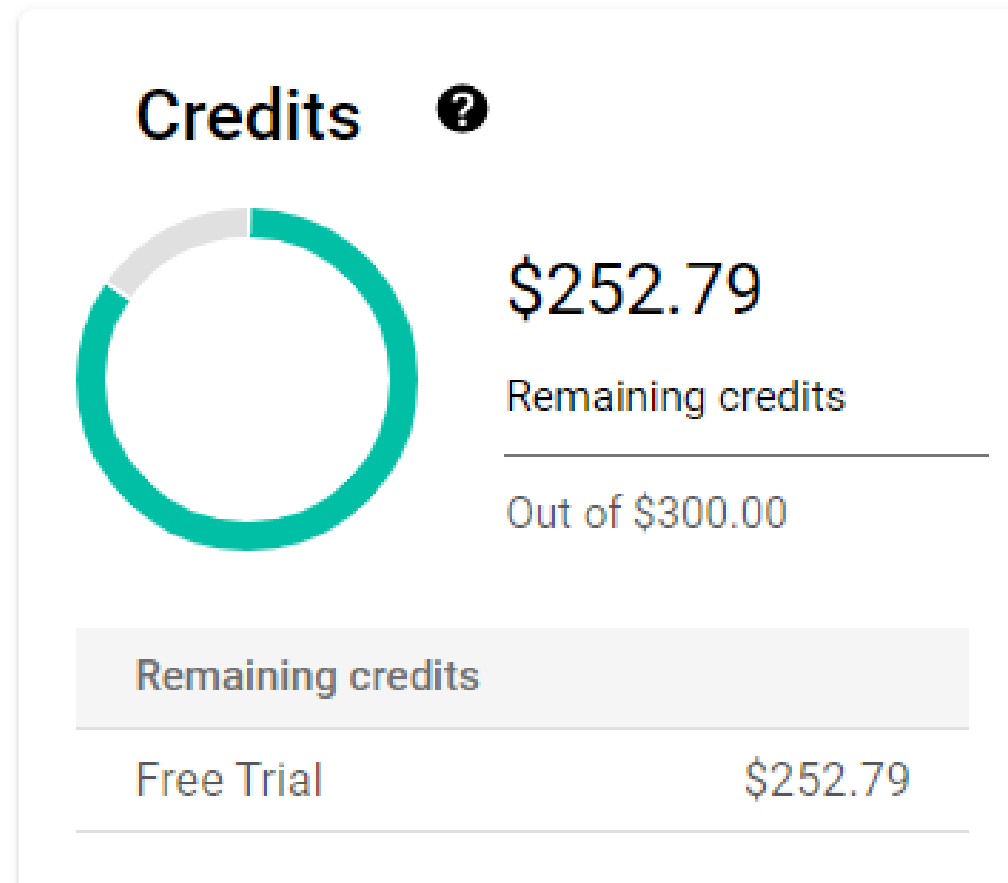 Credits ?
$252.79
Remaining credits
Out of $300.00
Remaining credits
Free Trial $252.79